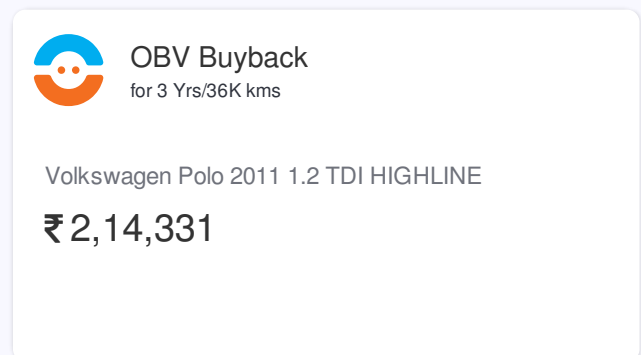 OBV Buyback
for 3 Yrs/36K kms
Volkswagen Polo 2011 1.2 TDI HIGHLINE
₹ 2,14,331